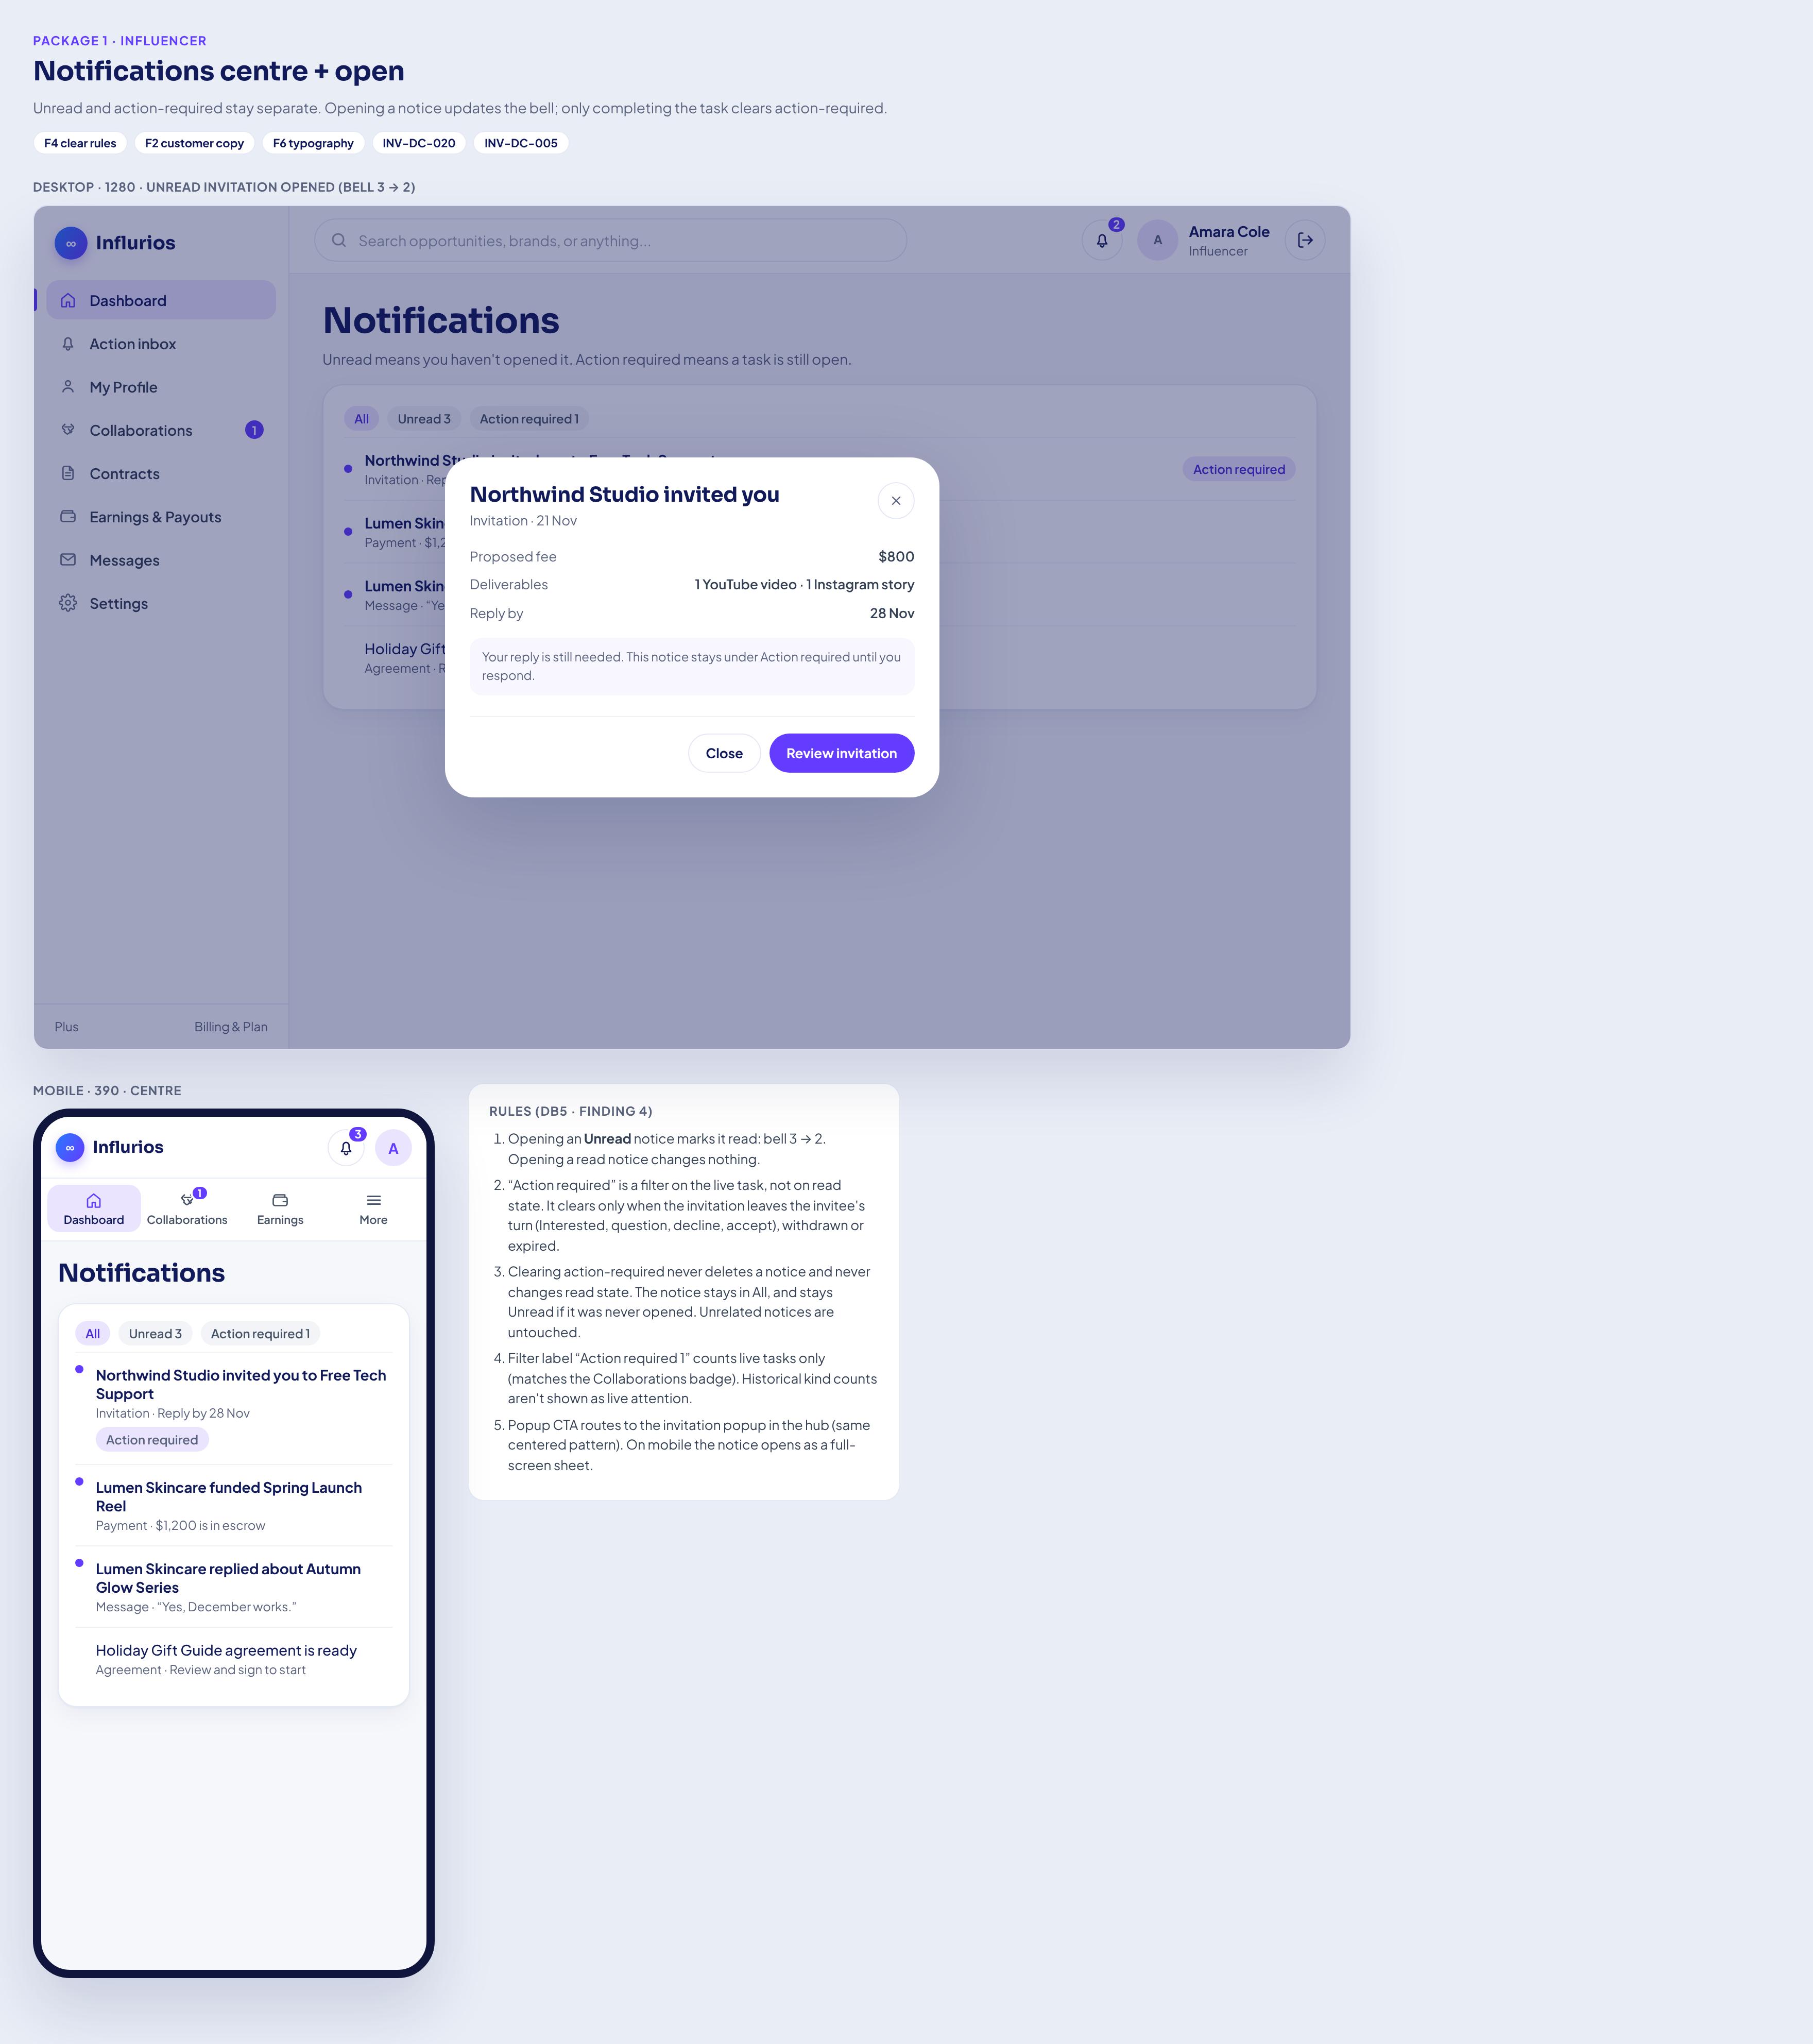 PACKAGE 1 · INFLUENCER
Notifications centre + open
Unread and action-required stay separate. Opening a notice updates the bell; only completing the task clears action-required.
F4 clear rules
F2 customer copy
F6 typography
INV-DC-020
INV-DC-005
DESKTOP · 1280 · UNREAD INVITATION OPENED (BELL 3 → 2)
∞ Influrios
Search opportunities, brands, or anything...
2
A
Amara Cole
Influencer
Dashboard
Action inbox
My Profile
Collaborations 1
Contracts
Earnings & Payouts
Messages
Settings
Plus
Billing & Plan
Notifications
Unread means you haven't opened it. Action required means a task is still open.
All
Unread 3
Action required 1
Northwind
Invitation ·
Action required
Lumen
Payment ·
Lumen
Message ·
Holiday
Agreement ·
Northwind Studio invited you
Invitation · 21 Nov
Proposed fee $800
Deliverables 1 YouTube video · 1 Instagram story
Reply by 28 Nov
Your reply is still needed. This notice stays under Action required until you
respond.
Close
Review invitation
MOBILE · 390 · CENTRE
∞ Influrios
3
A
Dashboard
Collaborations 1
Earnings
More
Notifications
All
Unread 3
Action required 1
Northwind Studio invited you to Free Tech
Support
Invitation · Reply by 28 Nov
Action required
Lumen Skincare funded Spring Launch
Reel
Payment · $1,200 is in escrow
Lumen Skincare replied about Autumn
Glow Series
Message · “Yes, December works.”
Holiday Gift Guide agreement is ready
Agreement · Review and sign to start
RULES (DB5 · FINDING 4)
1. Opening an Unread notice marks it read: bell 3 → 2.
Opening a read notice changes nothing.
2. “Action required” is a filter on the live task, not on read
state. It clears only when the invitation leaves the invitee's
turn (Interested, question, decline, accept), withdrawn or
expired.
3. Clearing action-required never deletes a notice and never
changes read state. The notice stays in All, and stays
Unread if it was never opened. Unrelated notices are
untouched.
4. Filter label “Action required 1” counts live tasks only
(matches the Collaborations badge). Historical kind counts
aren't shown as live attention.
5. Popup CTA routes to the invitation popup in the hub (same
centered pattern). On mobile the notice opens as a full-
screen sheet.